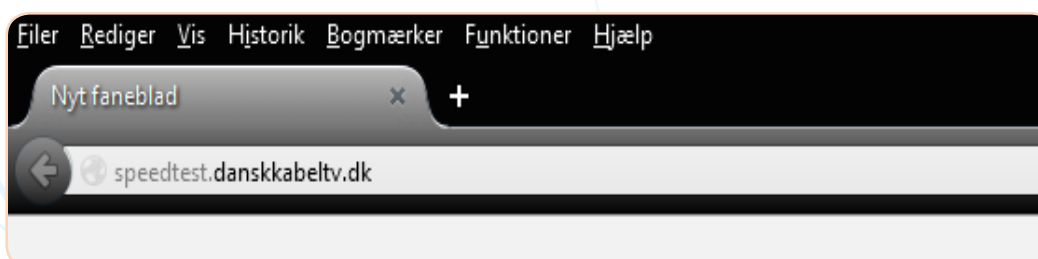 Filer Rediger Vis Historik Bogmærker Funktioner Hjælp
Nyt faneblad
speedtest.danskkabeltv.dk